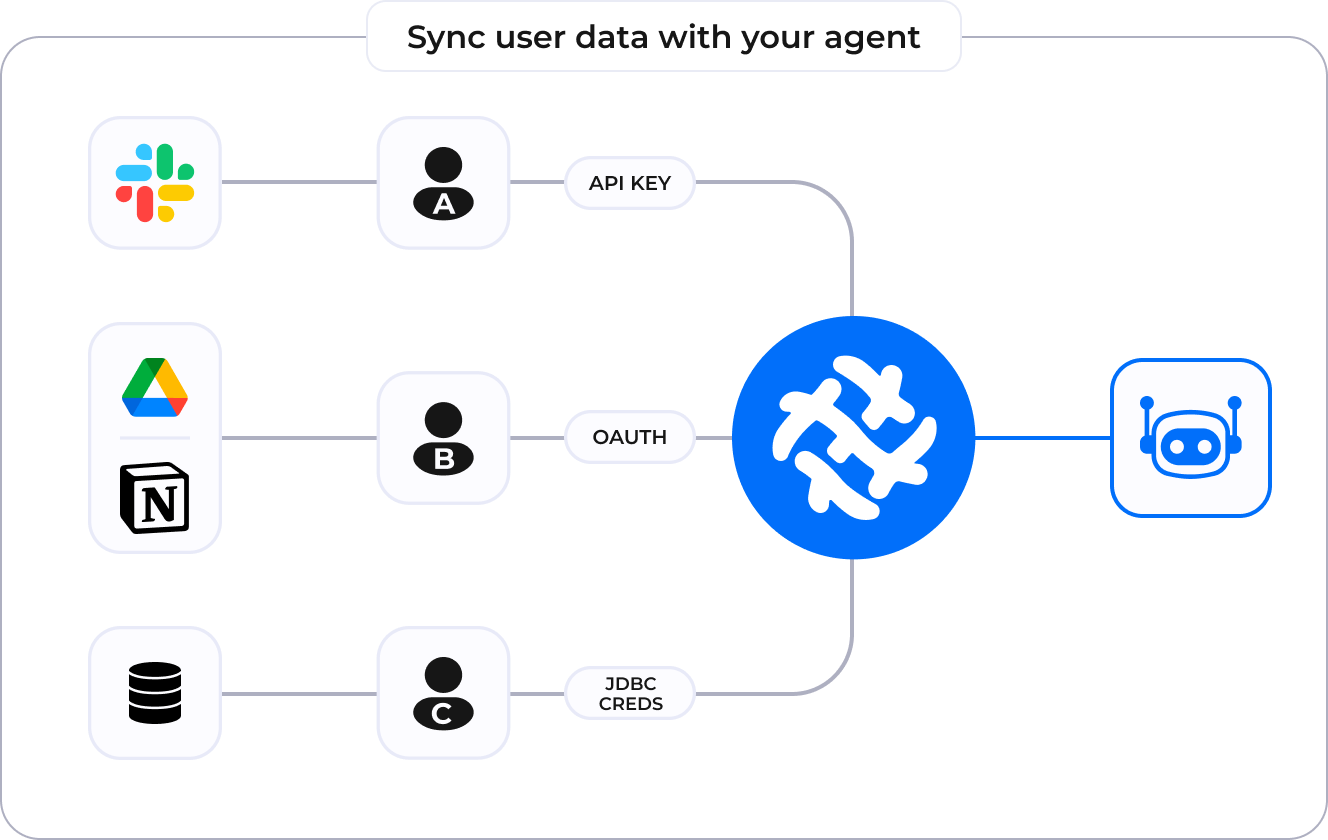 Sync user data with your agent
A
API KEY
B
OAUTH
N
C
JDBC
CREDS